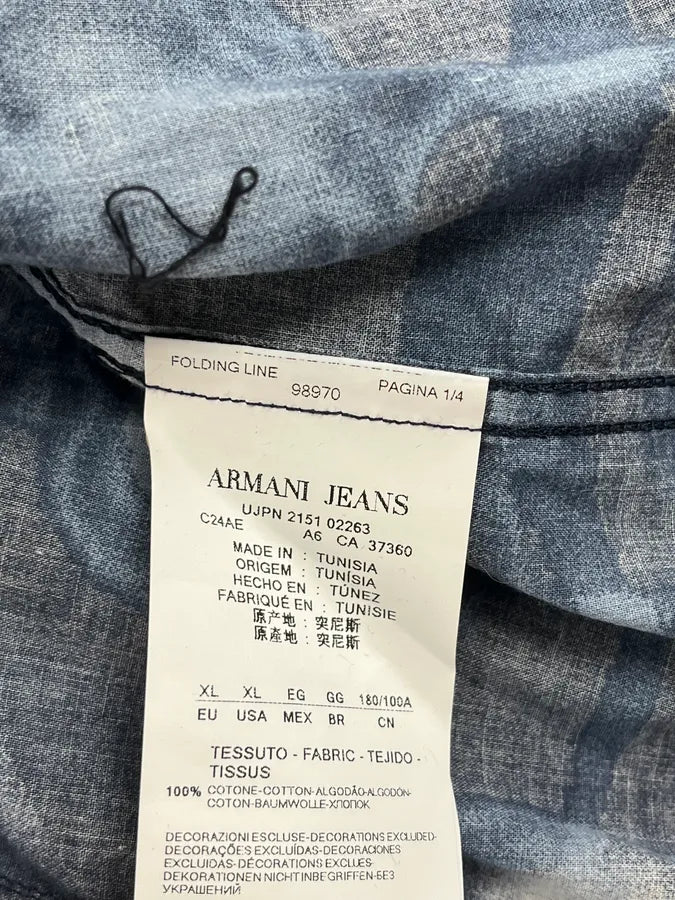 FOLDING LINE 98970 PAGINA 1/4
ARMANI JEANS
UJPN 2151 02263
C24AE A6 CA 37360
MADE IN : TUNISIA
ORIGEM : TUNÍSIA
HECHO EN : TÚNEZ
FABRIQUÉ EN : TUNISIE
原产地 : 突尼斯
原產地 : 突尼斯
XL XL EG GG 180/100A
EU USA MEX BR CN
TESSUTO - FABRIC - TEJIDO -
TISSUS
100% COTONE-COTTON-ALGODÃO-ALGODÓN-
COTON-BAUMWOLLE-ХЛОПОК
DECORAZIONI ESCLUSE-DECORATIONS EXCLUDED-
DECORAÇÕES EXCLUÍDAS-DECORACIONES
EXCLUIDAS-DÉCORATIONS EXCLUES-
DEKORATIONEN NICHT INBEGRIFFEN-БЕЗ
УКРАШЕНИЙ